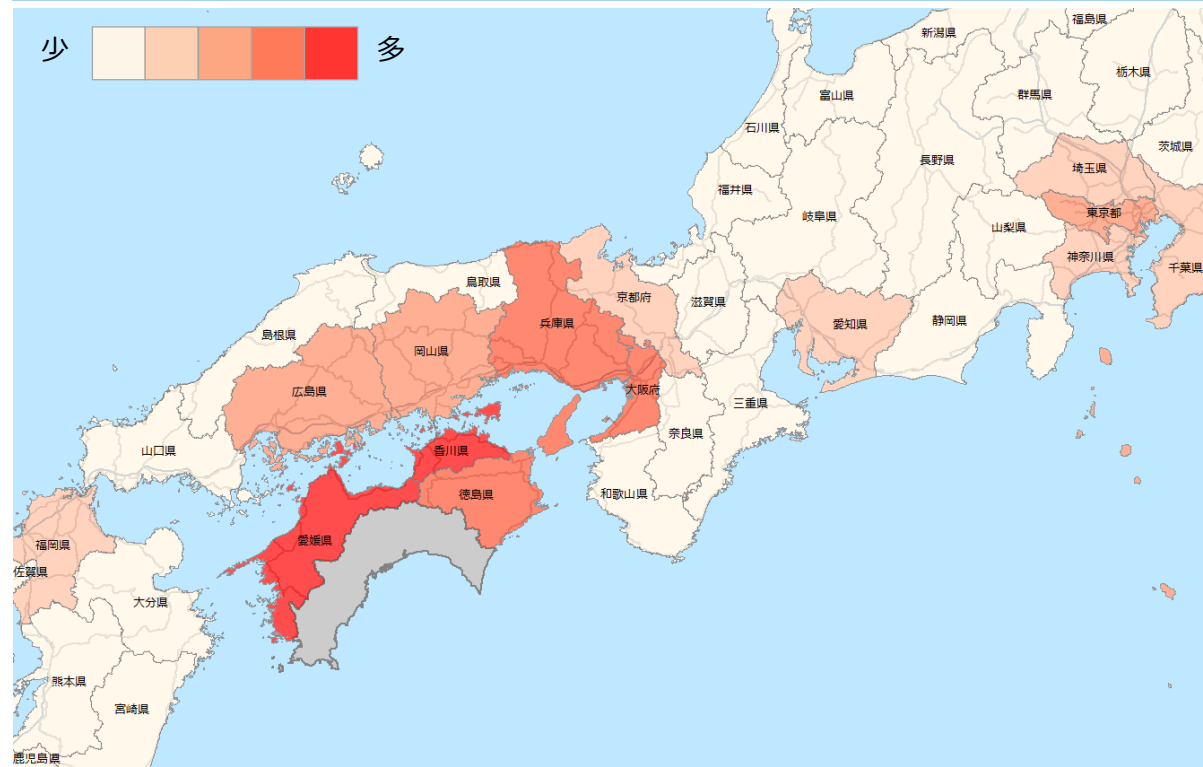 少
多
福島県
新潟県
栃木県
群馬県
富山県
石川県
茨城県
長野県
埼玉県
福井県
東京都
岐阜県
山梨県
神奈川県
千葉県
鳥取県
京都府
滋賀県
静岡県
兵庫県
愛知県
島根県
岡山県
広島県
大阪府
三重県
奈良県
山口県
香川県
徳島県
和歌山県
愛媛県
福岡県
佐賀県
大分県
熊本県
宮崎県
鹿児島県